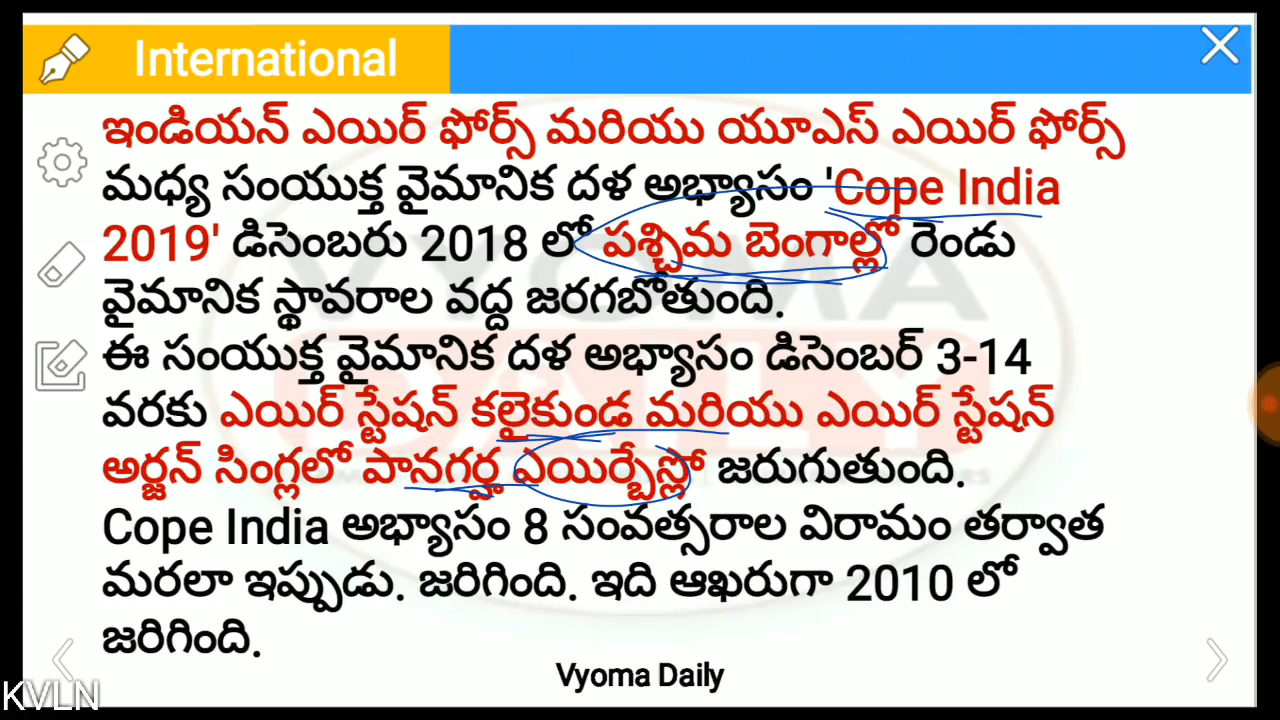 International
ఇండియన్ ఎయిర్ ఫోర్స్ మరియు యూఎస్ ఎయిర్ ఫోర్స్
మధ్య సంయుక్త వైమానిక దళ అభ్యాసం 'Cope India
2019' డిసెంబరు 2018 లో పశ్చిమ బెంగాల్లో రెండు
వైమానిక స్థావరాల వద్ద జరగబోతుంది.
ఈ సంయుక్త వైమానిక దళ అభ్యాసం డిసెంబర్ 3-14
వరకు ఎయిర్ స్టేషన్ కలైకుండ మరియు ఎయిర్ స్టేషన్
అర్జన్ సింగ్లలో పానగర్హ ఎయిర్బేస్లో జరుగుతుంది.
Cope India అభ్యాసం 8 సంవత్సరాల విరామం తర్వాత
మరలా ఇప్పుడు. జరిగింది. ఇది ఆఖరుగా 2010 లో
జరిగింది.
Vyoma Daily
KVLN